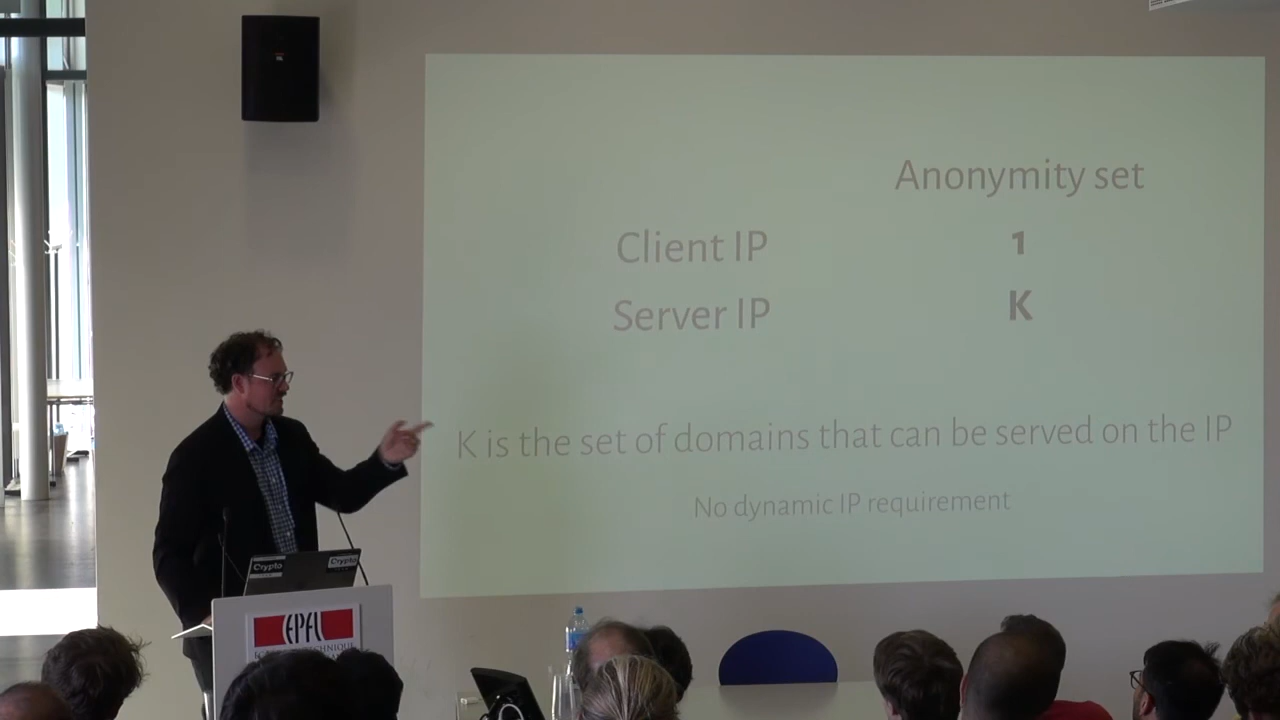 Anonymity set
Client IP 1
Server IP K
K is the set of domains that can be served on the IP
No dynamic IP requirement
Crypto
Crypto
EPFL